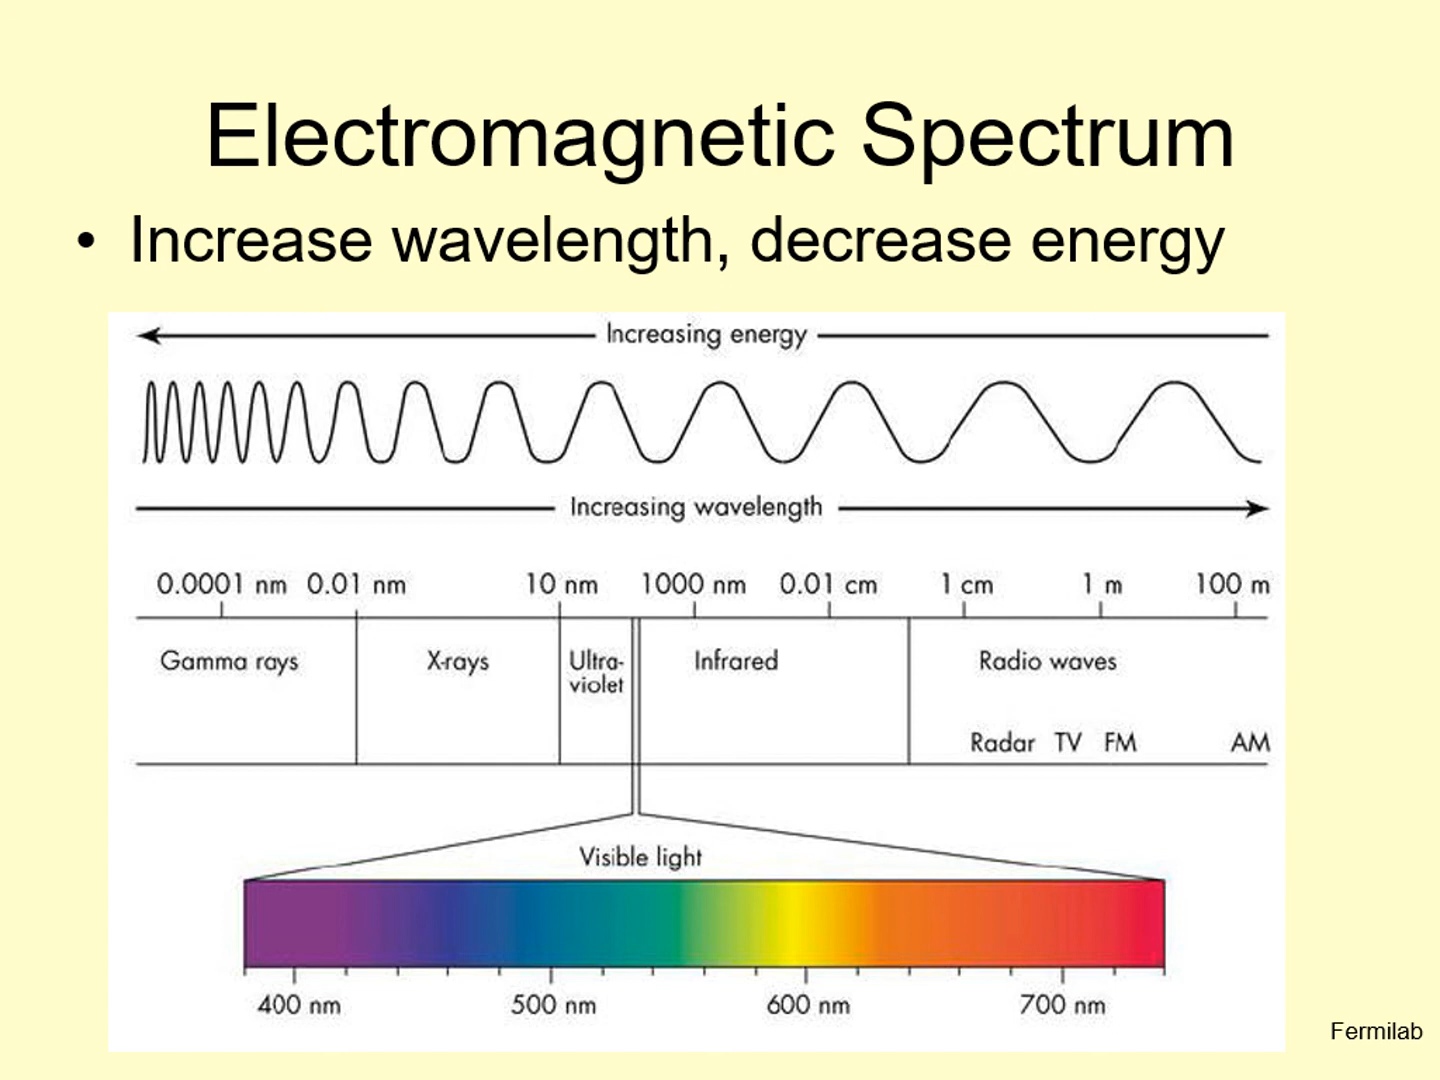 Electromagnetic Spectrum
• Increase wavelength, decrease energy
Increasing energy
Increasing wavelength
0.0001 nm 0.01 nm 10 nm 1000 nm 0.01 cm 1 cm 1 m 100 m
Gamma rays X-rays Ultra-
violet Infrared Radio waves
Radar TV FM AM
Visible light
400 nm 500 nm 600 nm 700 nm
Fermilab